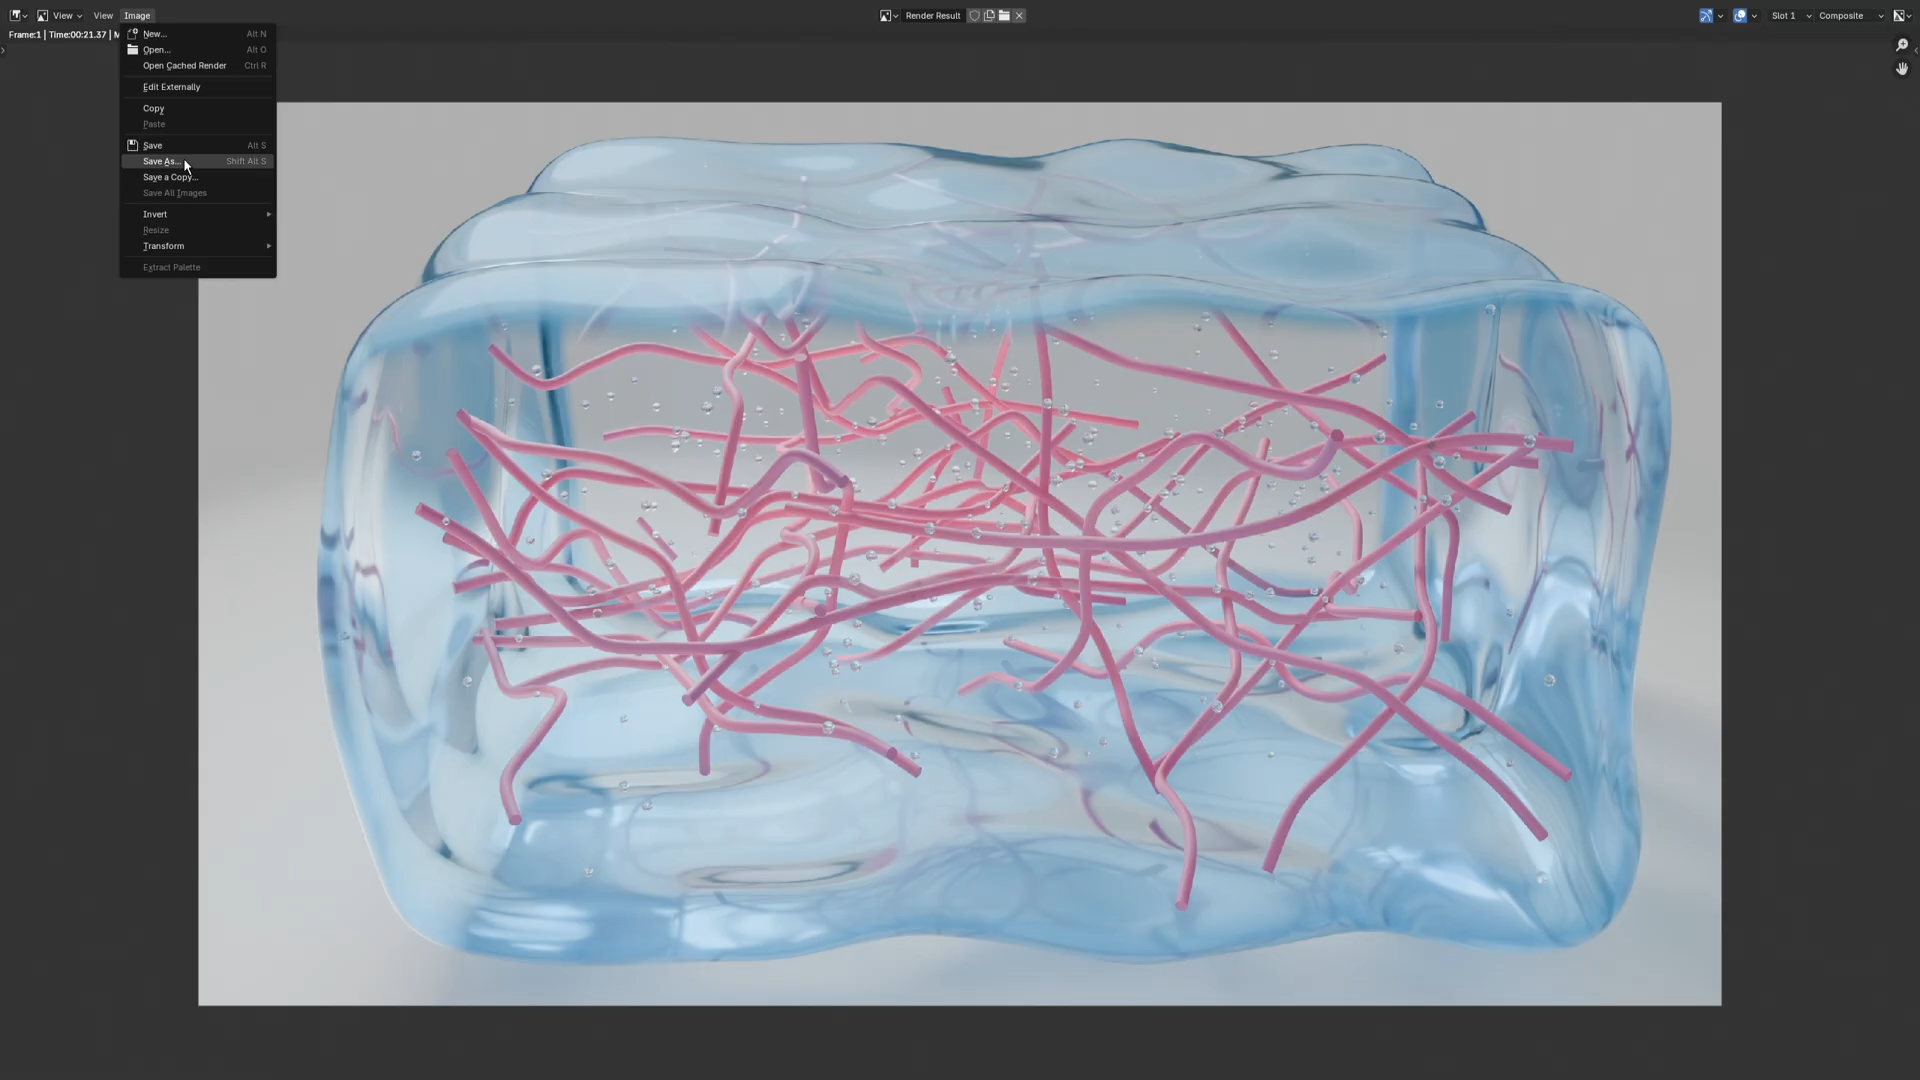 View View Image Render Result Slot 1 Composite
Frame:1 | Time:00:21.37 |
New... Alt N
Open... Alt O
Open Cached Render Ctrl R
Edit Externally
Copy
Paste
Save Alt S
Save As... Shift Alt S
Save a Copy...
Save All Images
Invert
Resize
Transform
Extract Palette